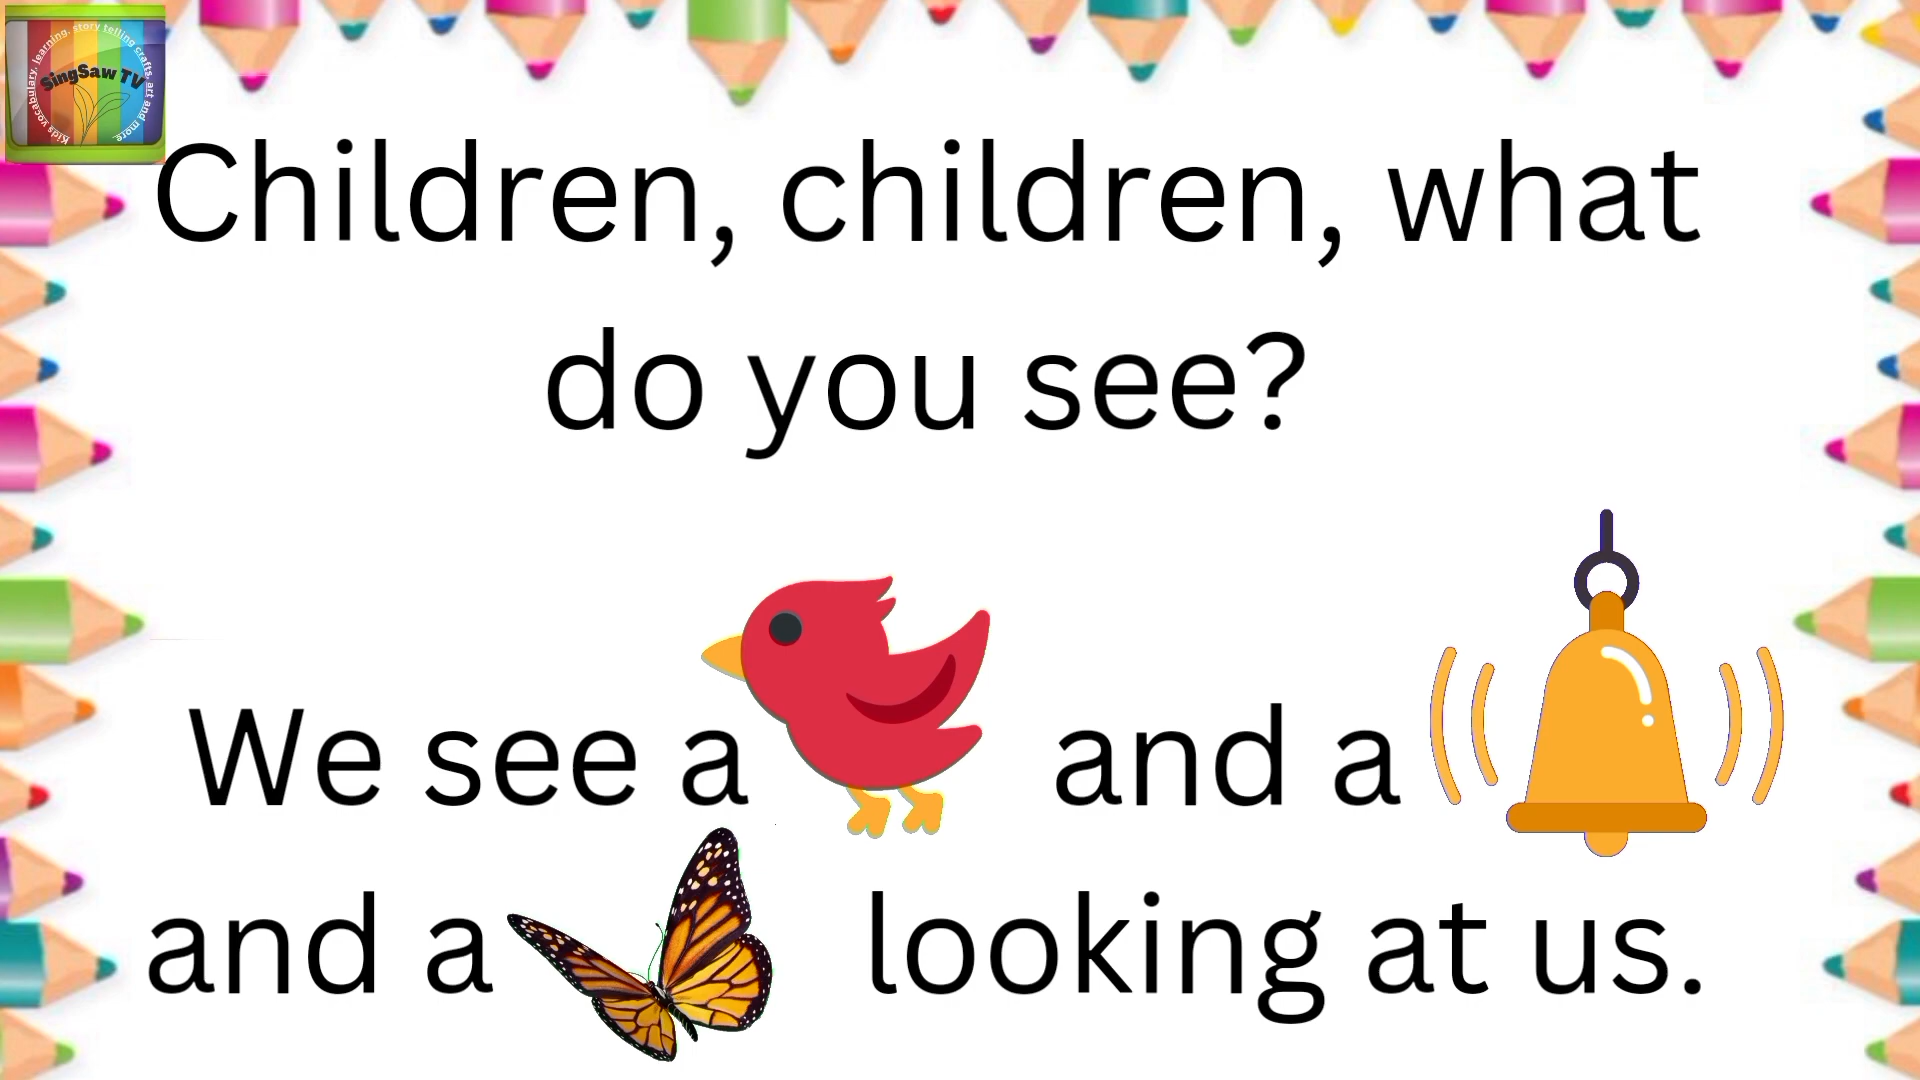 Kids vocabulary, learning, story telling crafts, art and more
SingSaw TV
Children, children, what
do you see?
We see a and a
and a looking at us.